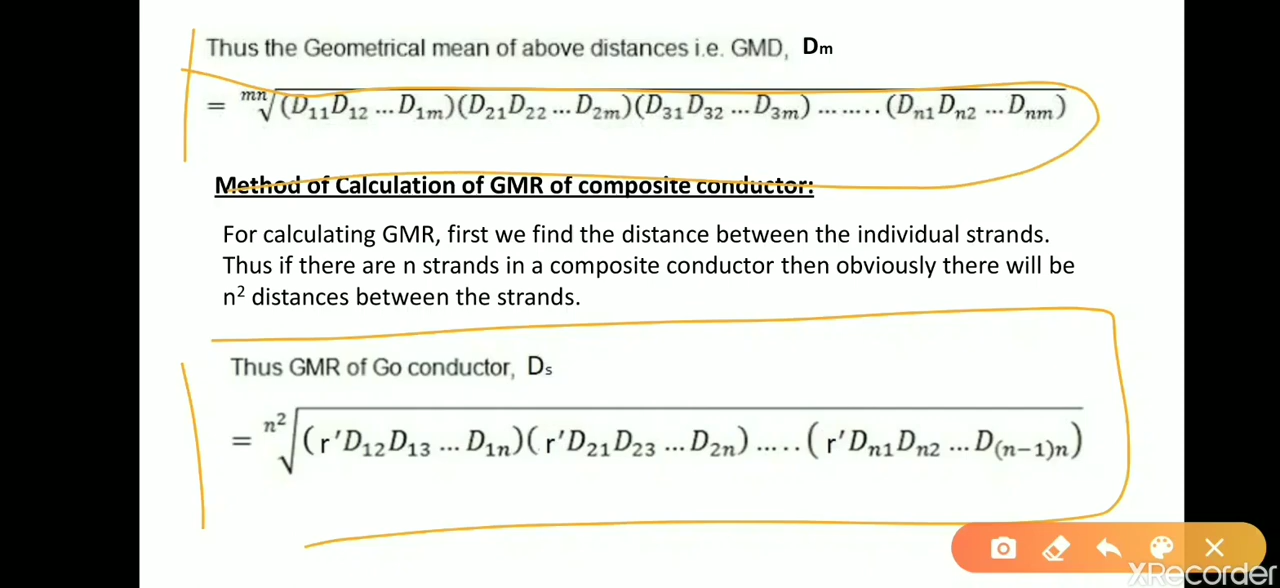 Thus the Geometrical mean of above distances i.e. GMD, Dm
= ᵐⁿ√(D₁₁D₁₂ ... D₁ₘ)(D₂₁D₂₂ ... D₂ₘ)(D₃₁D₃₂ ... D₃ₘ) ... ... . . (Dₙ₁Dₙ₂ ... Dₙₘ)
Method of Calculation of GMR of composite conductor:
For calculating GMR, first we find the distance between the individual strands.
Thus if there are n strands in a composite conductor then obviously there will be
n² distances between the strands.
Thus GMR of Go conductor, Ds
= n²√(r′D₁₂D₁₃ ... D₁ₙ)(r′D₂₁D₂₃ ... D₂ₙ) ... . . (r′Dₙ₁Dₙ₂ ... D₍ₙ₋₁₎ₙ)
XRecorder